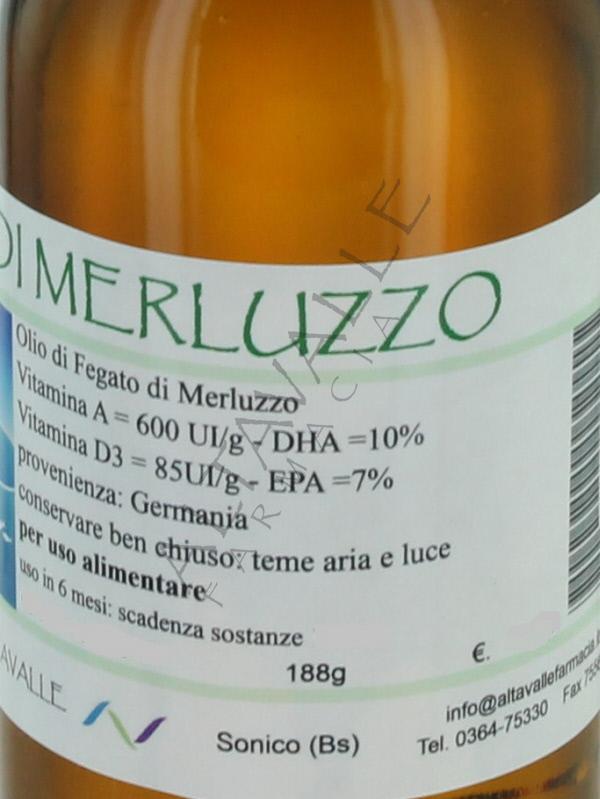 DI MERLUZZO
Olio di Fegato di Merluzzo
Vitamina A = 600 UI/g - DHA =10%
Vitamina D3 = 85UI/g - EPA =7%
provenienza: Germania
conservare ben chiuso: teme aria e luce
per uso alimentare
uso in 6 mesi: scadenza sostanze
188g
€.
AVALLE
Sonico (Bs)
info@altavallefarmacia.
Tel. 0364-75330 Fax
ALTAVALLE
FARMACIA